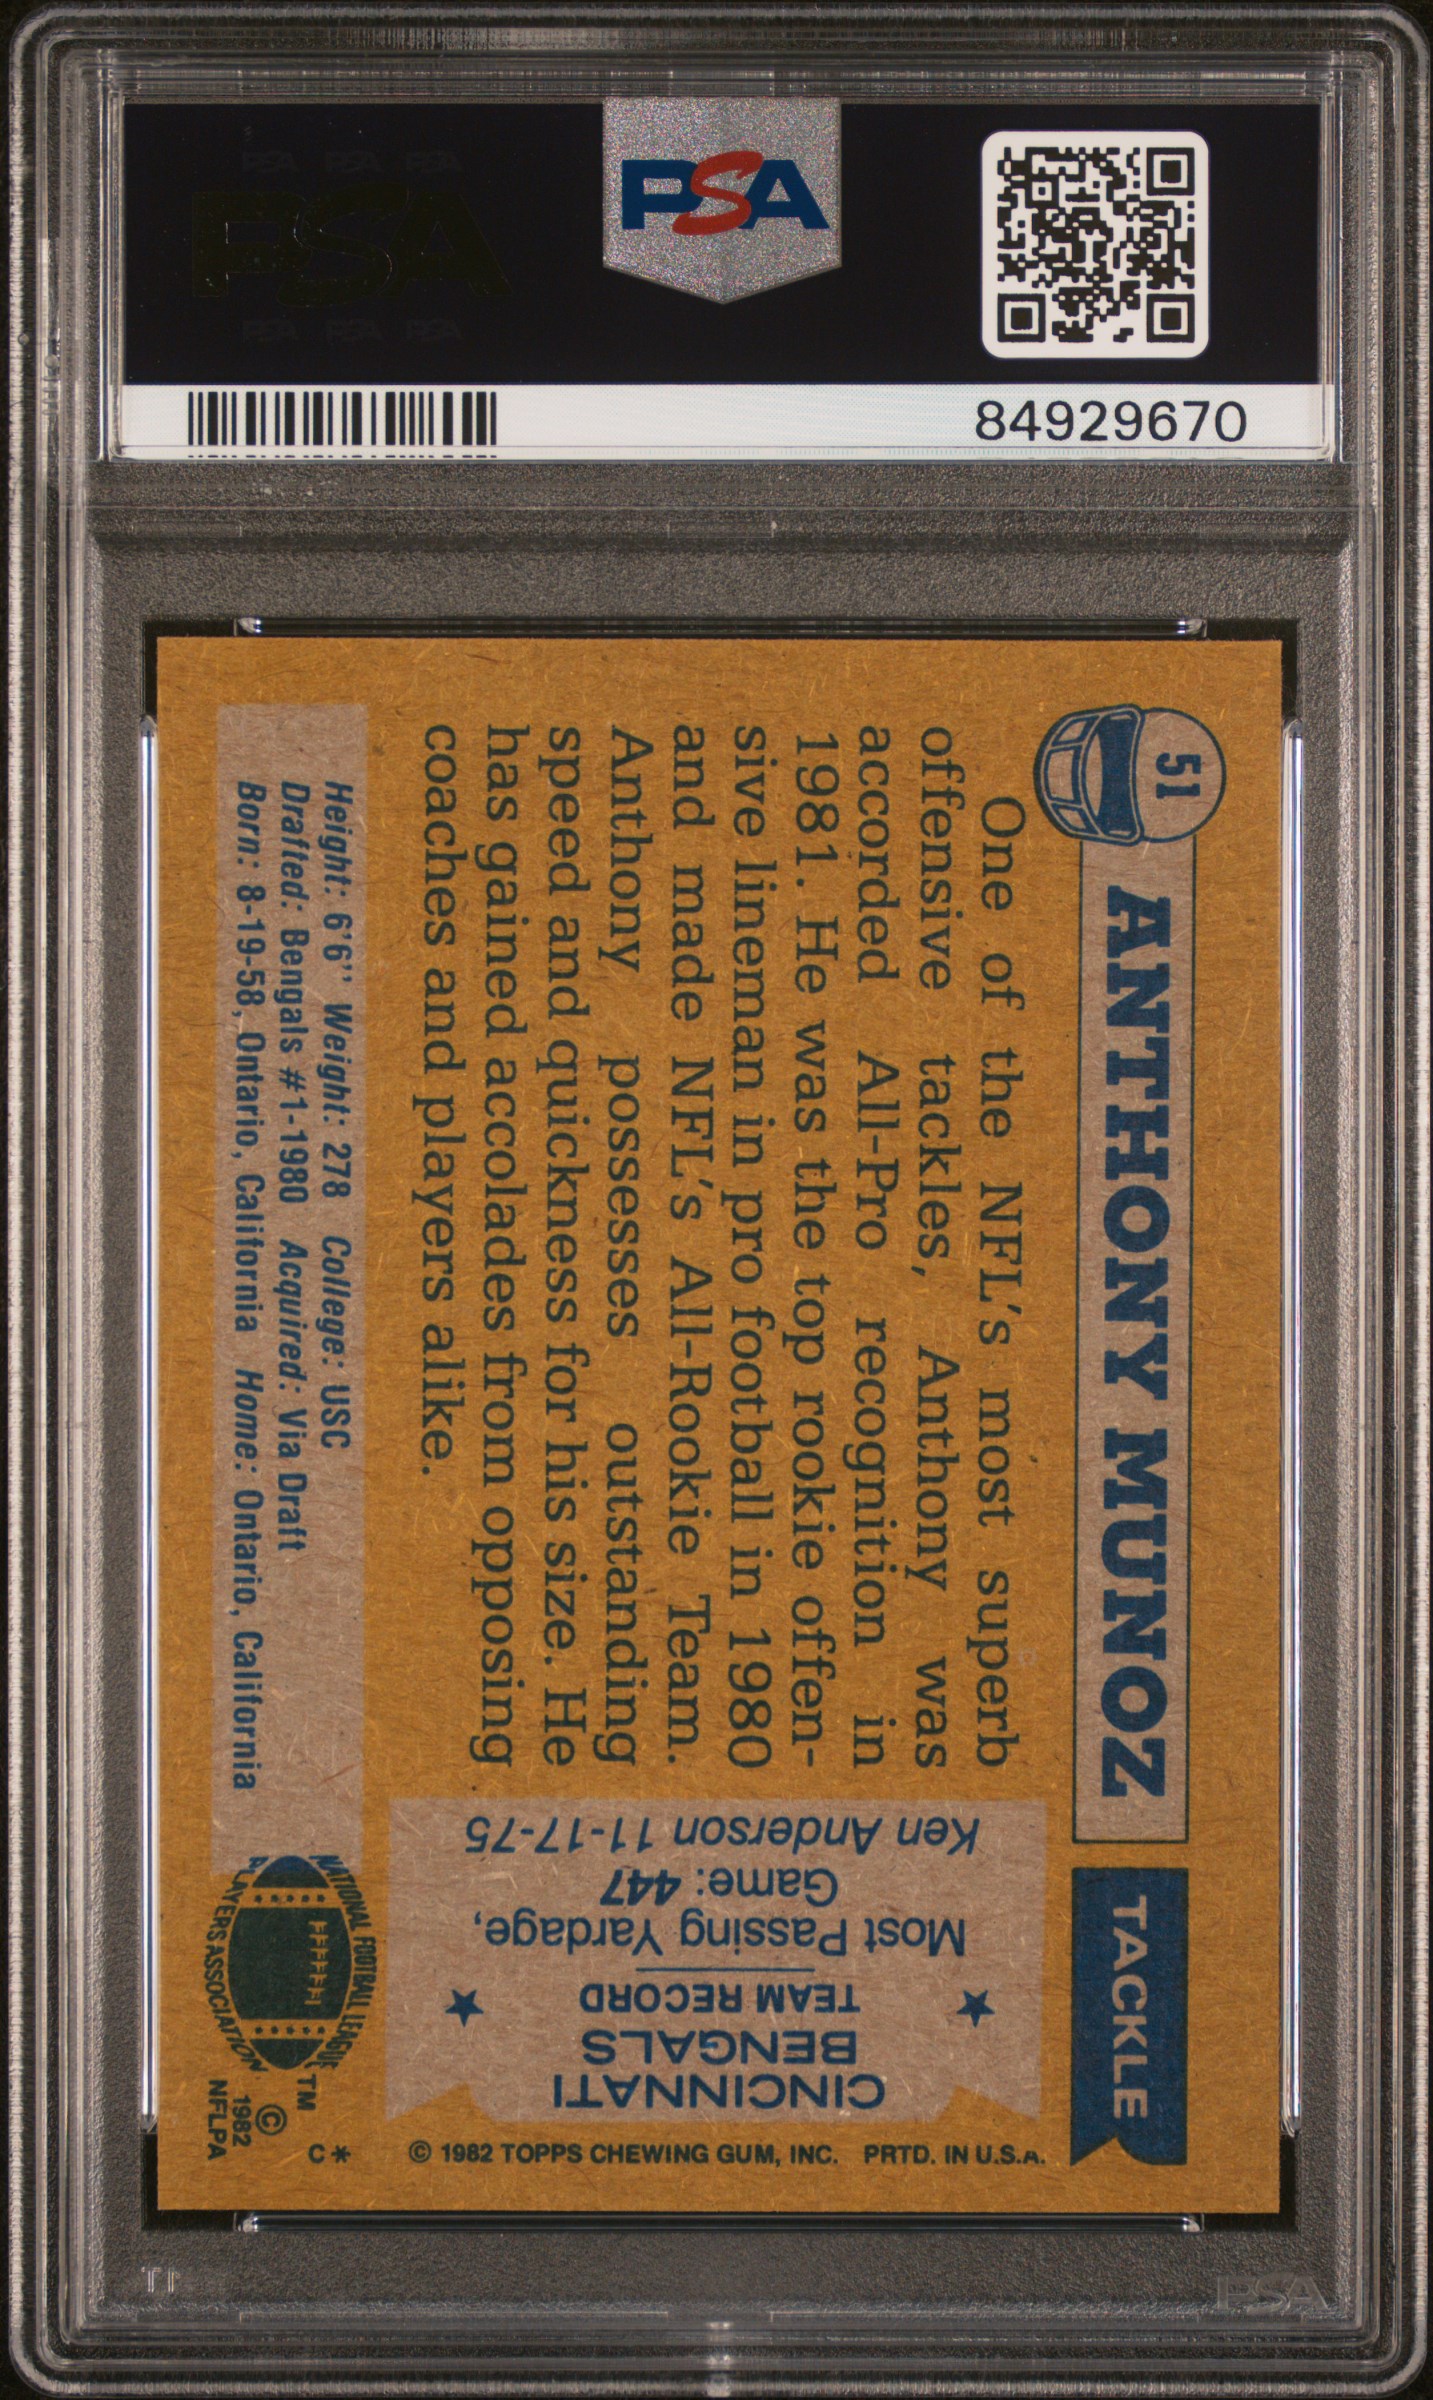 PSA
84929670
51
ANTHONY MUNOZ
TACKLE
One of the NFL's most superb
offensive tackles, Anthony was
accorded All-Pro recognition in
1981. He was the top rookie offen-
sive lineman in pro football in 1980
and made NFL's All-Rookie Team.
Anthony possesses outstanding
speed and quickness for his size. He
has gained accolades from opposing
coaches and players alike.
Height: 6'6" Weight: 278 College: USC
Drafted: Bengals #1-1980 Acquired: Via Draft
Born: 8-19-58, Ontario, California Home: Ontario, California
CINCINNATI
BENGALS
TEAM RECORD
Most Passing Yardage,
Game: 447
Ken Anderson 11-17-75
NATIONAL FOOTBALL LEAGUE
PLAYERS ASSOCIATION
TM
© 1982
NFLPA
C*
© 1982 TOPPS CHEWING GUM, INC. PRTD. IN U.S.A.
PSA